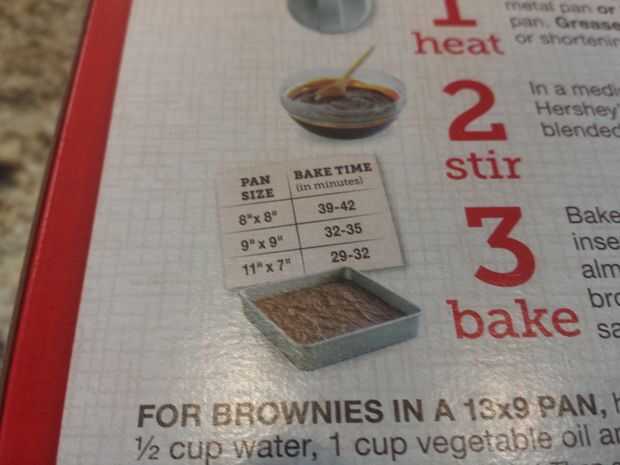 metal pan or
1
pan. Grease
heat
or shortenin
In a medi
2
Hershey'
blended
stir
PAN SIZE
BAKE TIME
(in minutes)
8" x 8" 39-42
9" x 9" 32-35
11" x 7" 29-32
3
Bake
inse
alm
bro
bake
sa
FOR BROWNIES IN A 13x9 PAN,
½ cup water, 1 cup vegetable oil a